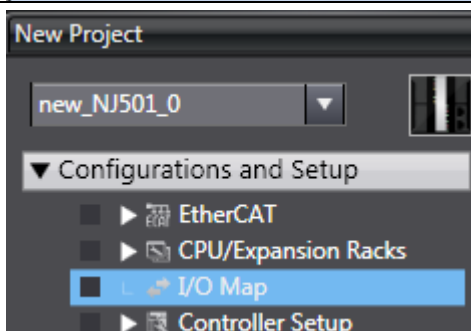 New Project
new_NJ501_0
Configurations and Setup
EtherCAT
CPU/Expansion Racks
I/O Map
Controller Setup